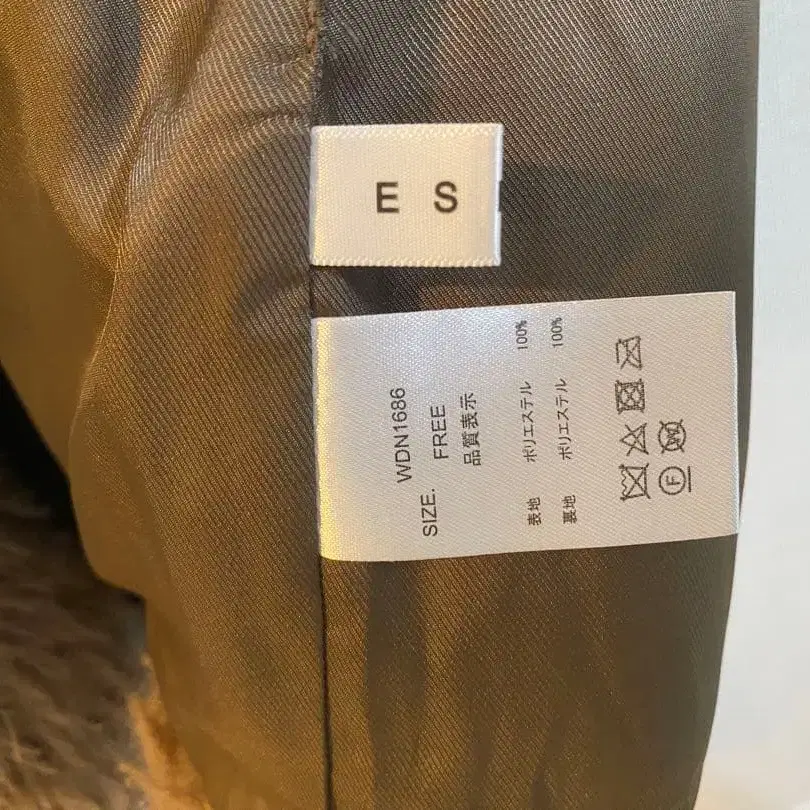 E S
WDN1686
SIZE. FREE
品質表示
表地 ポリエステル 100%
裏地 ポリエステル 100%
F W